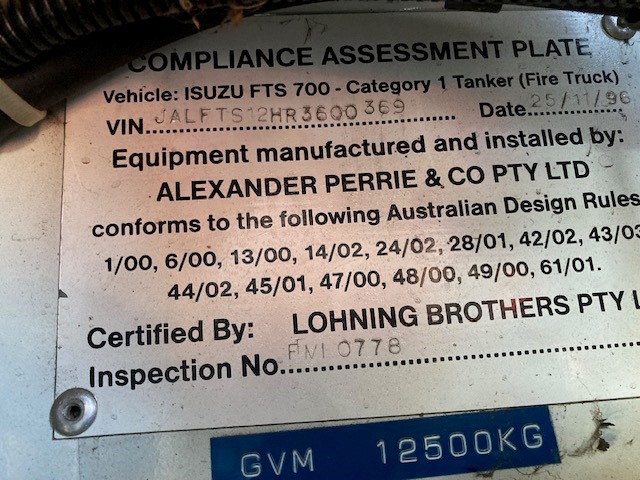 COMPLIANCE ASSESSMENT PLATE
Vehicle: ISUZU FTS 700 - Category 1 Tanker (Fire Truck)
VIN JALFTS12HR3600369 Date 25/11/96
Equipment manufactured and installed by:
ALEXANDER PERRIE & CO PTY LTD
conforms to the following Australian Design Rules
1/00, 6/00, 13/00, 14/02, 24/02, 28/01, 42/02, 43/03
44/02, 45/01, 47/00, 48/00, 49/00, 61/01.
Certified By: LOHNING BROTHERS PTY L
Inspection No. 0778
GVM 12500KG